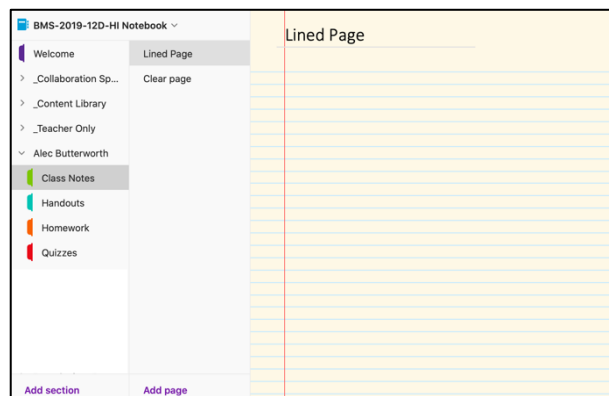 BMS-2019-12D-HI Notebook
Welcome
_Collaboration Sp...
_Content Library
_Teacher Only
Alec Butterworth
Class Notes
Handouts
Homework
Quizzes
Add section
Lined Page
Clear page
Add page
Lined Page